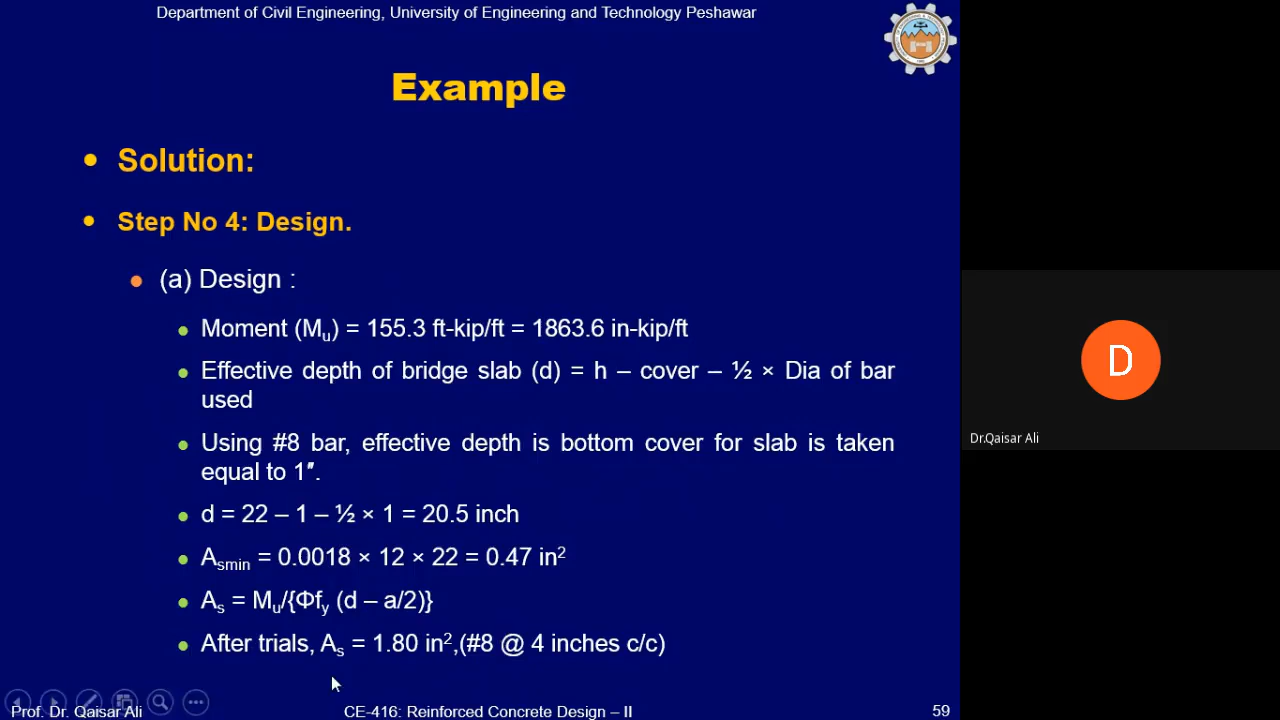 Department of Civil Engineering, University of Engineering and Technology Peshawar
Example
• Solution:
• Step No 4: Design.
• (a) Design :
• Moment (Mu) = 155.3 ft-kip/ft = 1863.6 in-kip/ft
• Effective depth of bridge slab (d) = h – cover – ½ × Dia of bar
used
• Using #8 bar, effective depth is bottom cover for slab is taken
equal to 1″.
• d = 22 – 1 – ½ × 1 = 20.5 inch
• Asmin = 0.0018 × 12 × 22 = 0.47 in²
• As = Mu/{Φfy (d – a/2)}
• After trials, As = 1.80 in²,(#8 @ 4 inches c/c)
Prof. Dr. Qaisar Ali
CE-416: Reinforced Concrete Design – II
59
D
Dr.Qaisar Ali